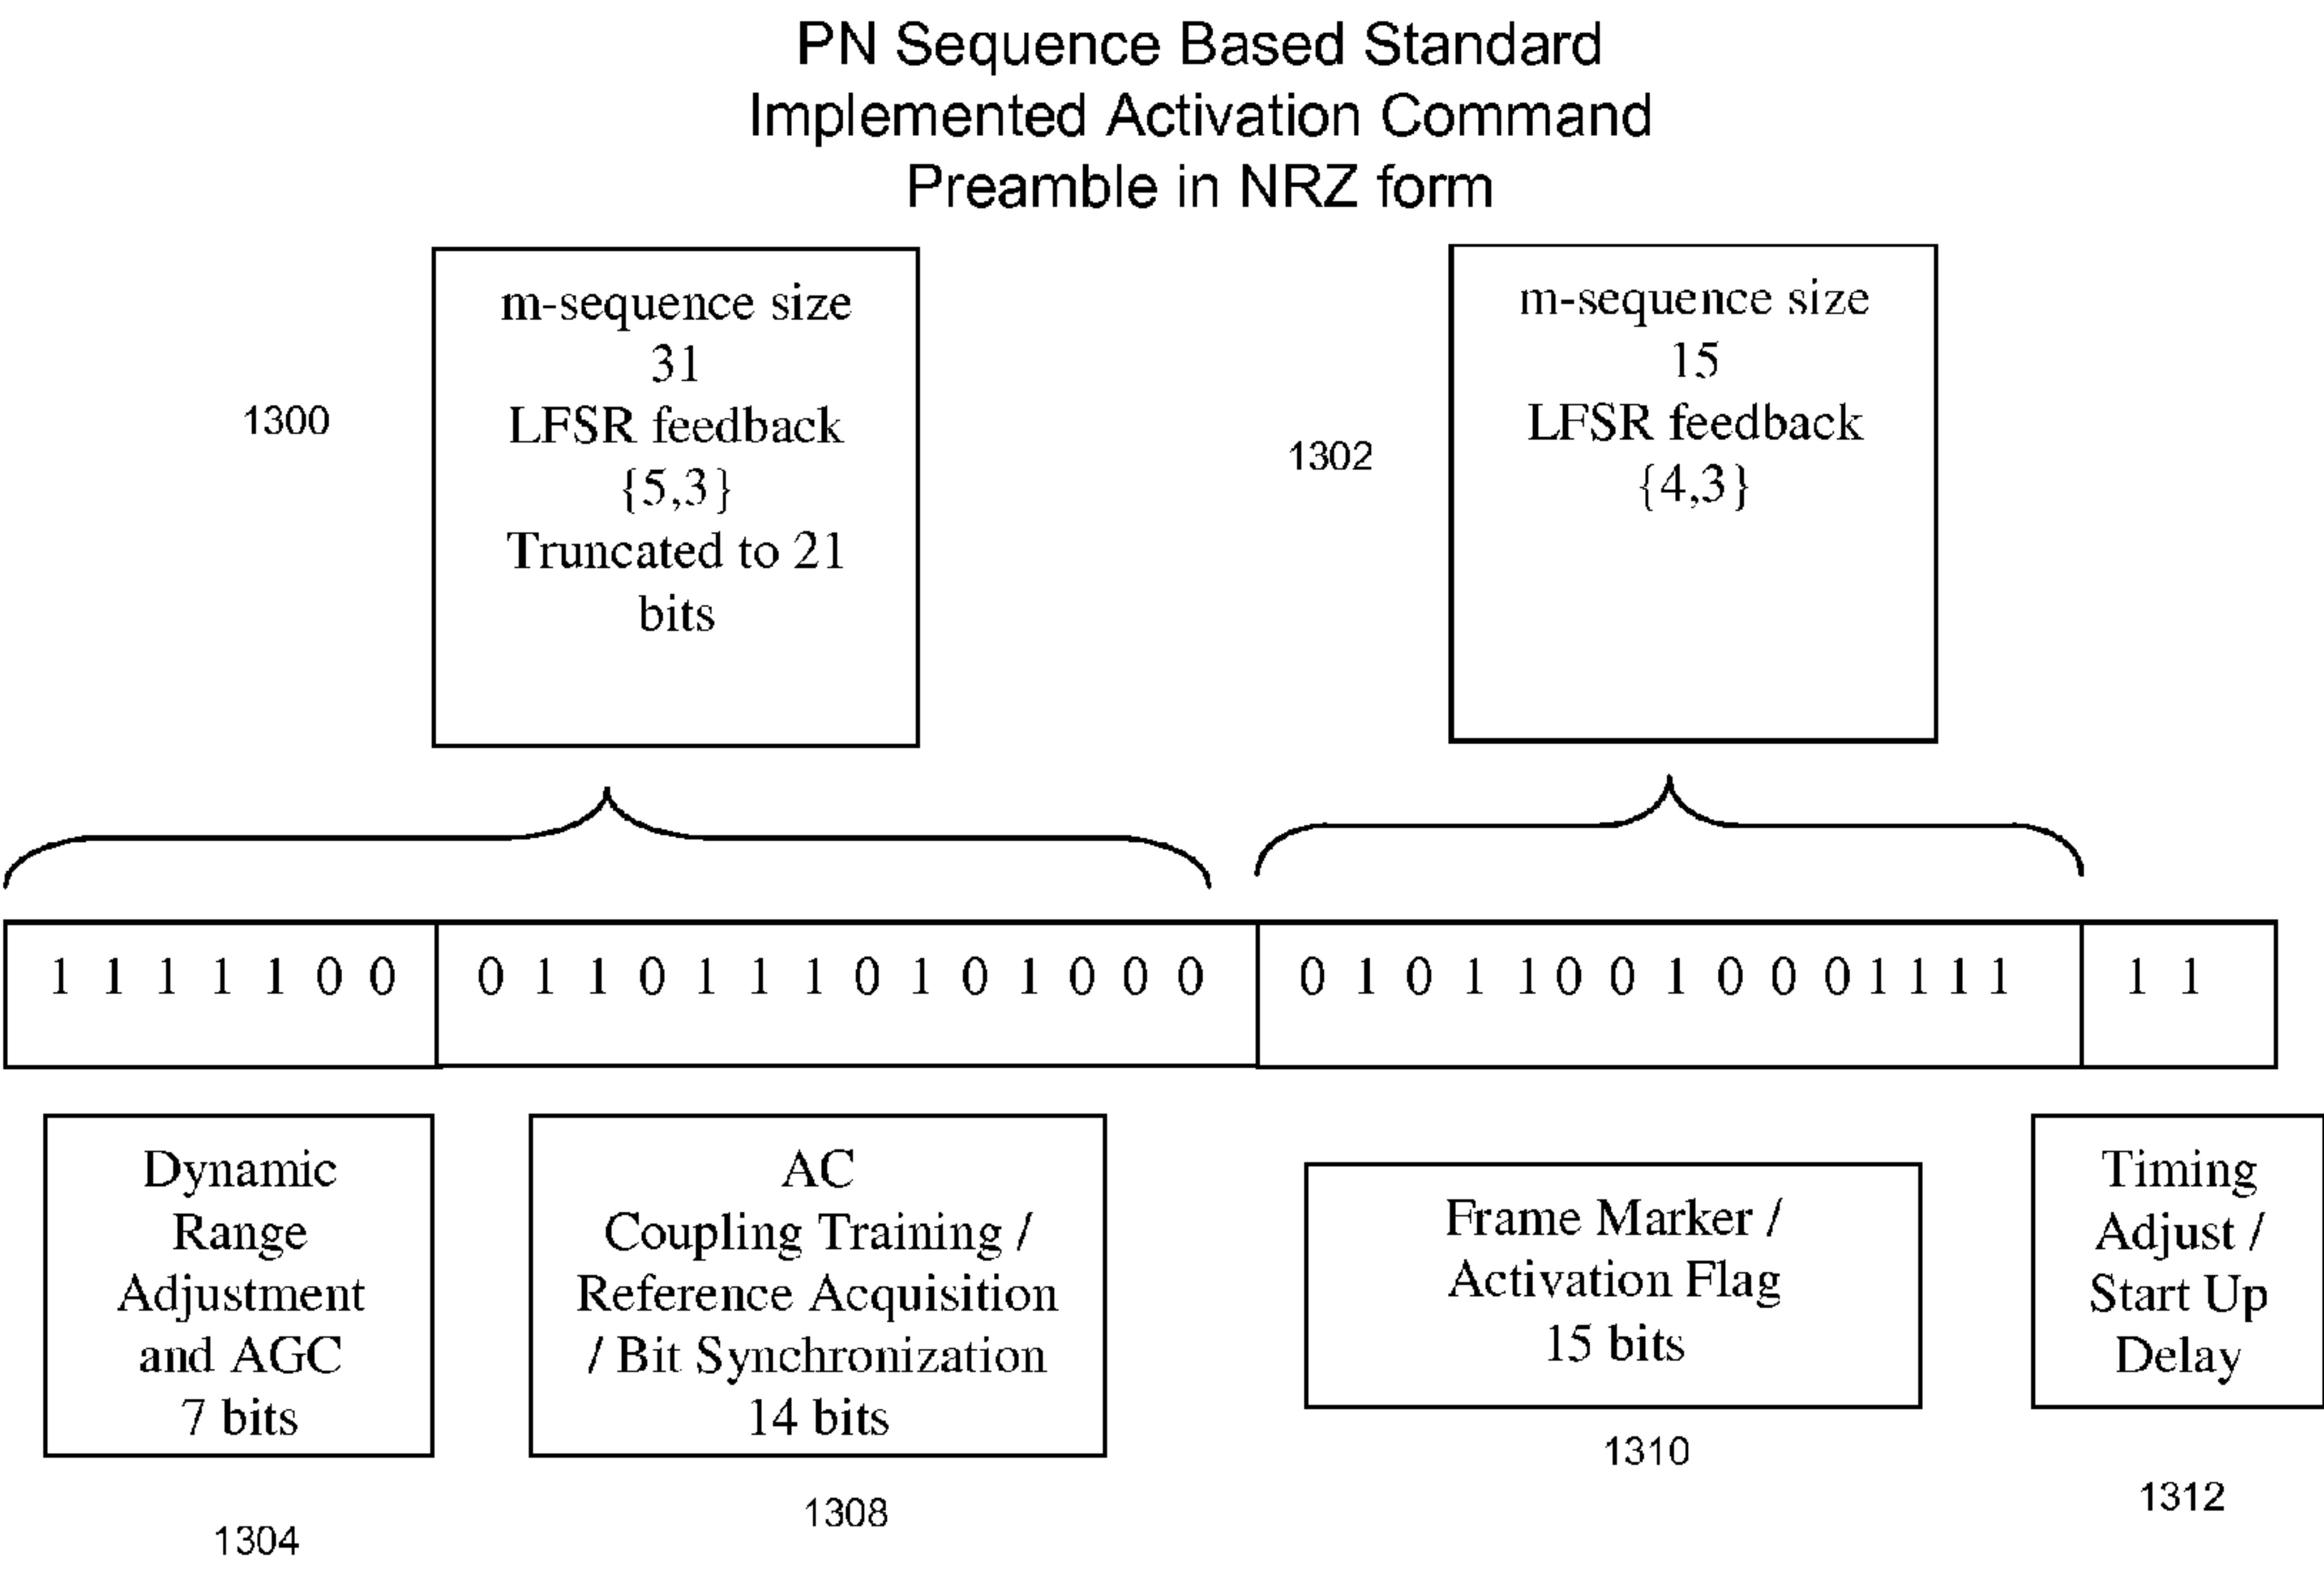 PN Sequence Based Standard
Implemented Activation Command
Preamble in NRZ form
m-sequence size
31
LFSR feedback
{5,3}
Truncated to 21
bits
1300
m-sequence size
15
LFSR feedback
{4,3}
1302
1 1 1 1 1 0 0
0 1 1 0 1 1 1 0 1 0 1 0 0 0
0 1 0 1 1 0 0 1 0 0 0 1 1 1 1
1 1
Dynamic
Range
Adjustment
and AGC
7 bits
1304
AC
Coupling Training /
Reference Acquisition
/ Bit Synchronization
14 bits
1308
Frame Marker /
Activation Flag
15 bits
1310
Timing
Adjust /
Start Up
Delay
1312